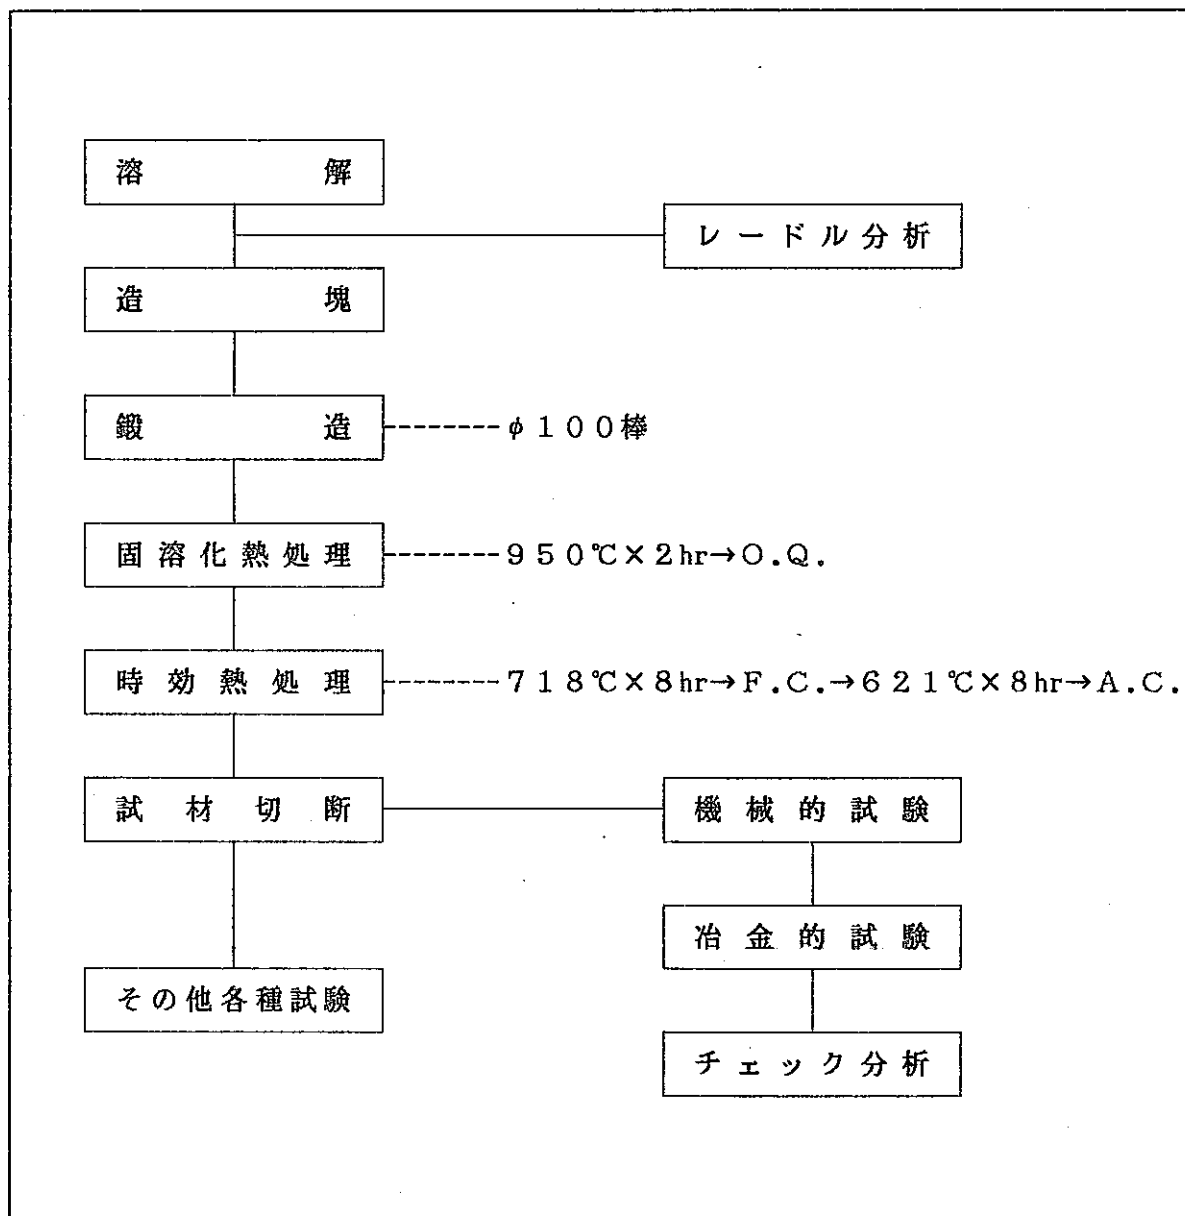 溶解
レードル分析
造塊
鍛造 φ100棒
固溶化熱処理 950℃×2hr→O.Q.
時効熱処理 718℃×8hr→F.C.→621℃×8hr→A.C.
試材切断 機械的試験
冶金的試験
その他各種試験
チェック分析